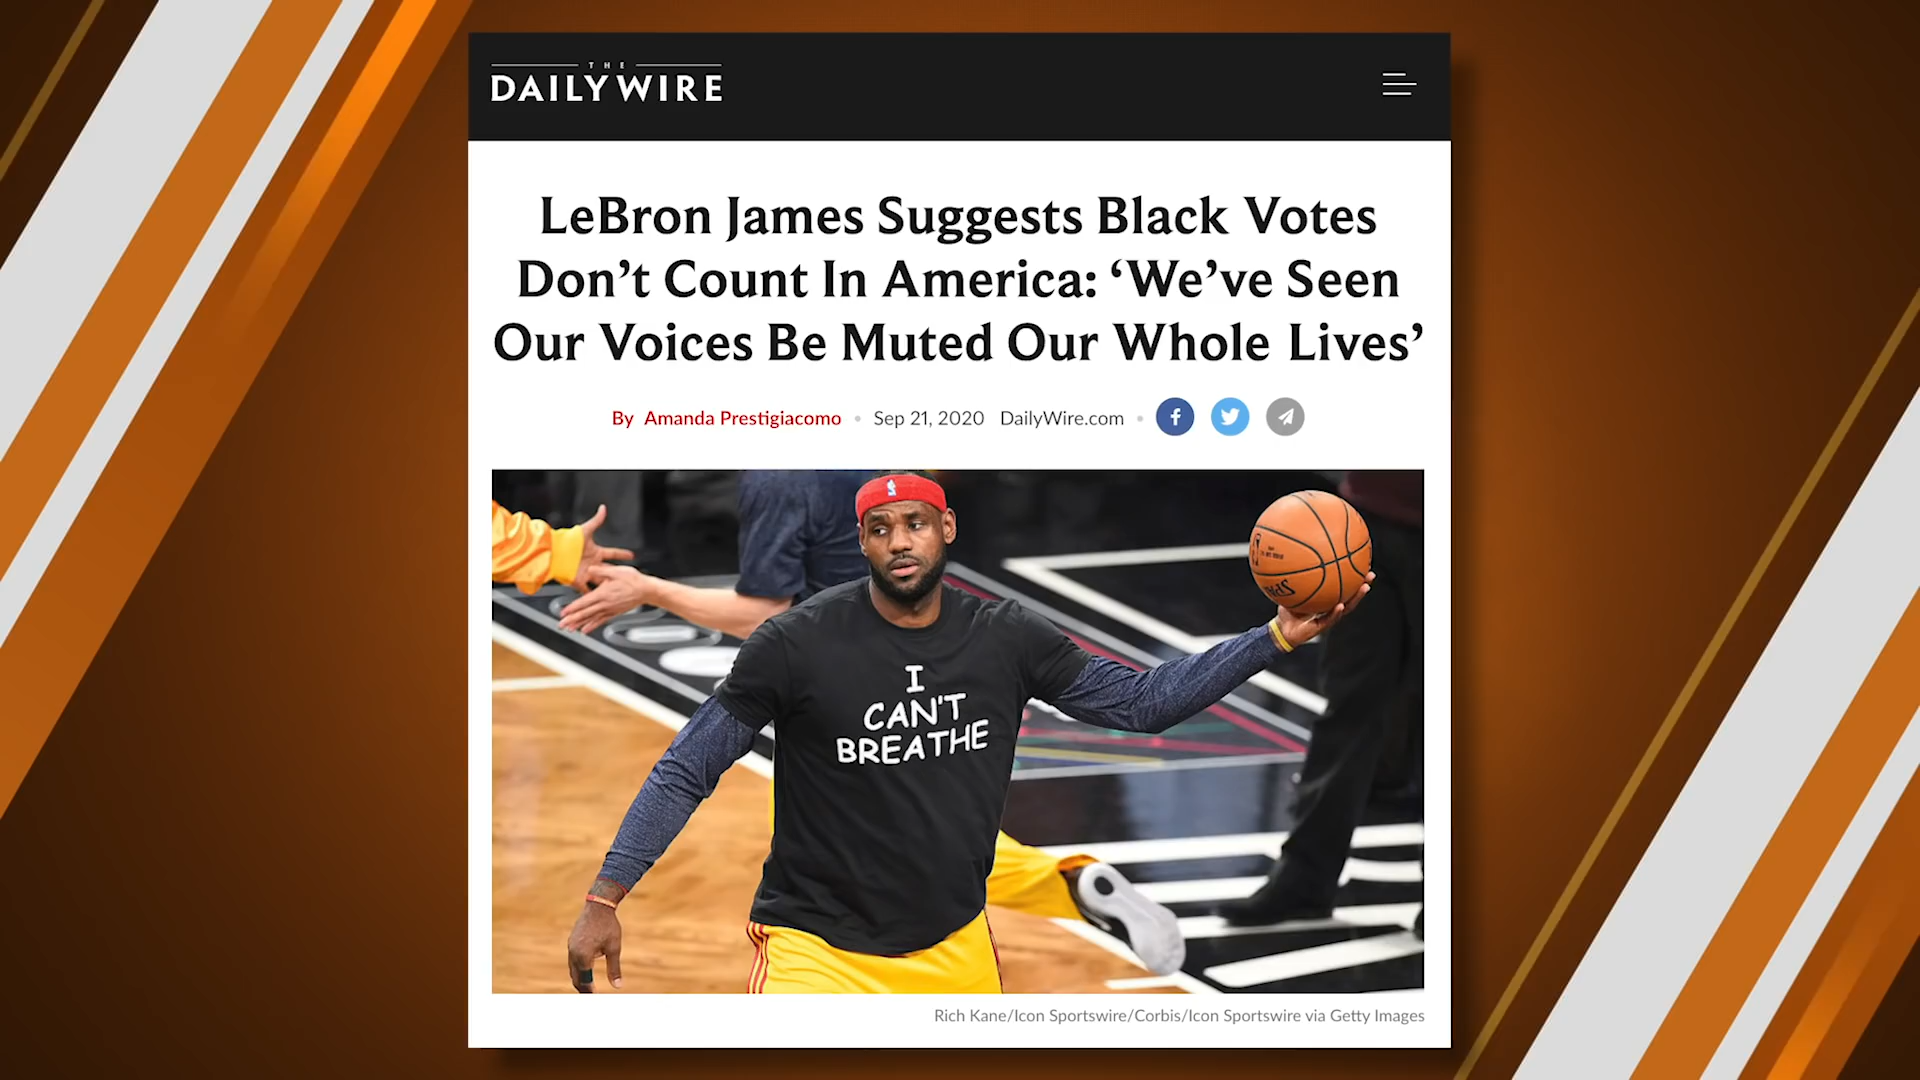 THE
DAILYWIRE
LeBron James Suggests Black Votes
Don’t Count In America: ‘We’ve Seen
Our Voices Be Muted Our Whole Lives’
By Amanda Prestigiacomo • Sep 21, 2020 DailyWire.com •
I
CAN'T
BREATHE
SPALDING
Rich Kane/Icon Sportswire/Corbis/Icon Sportswire via Getty Images